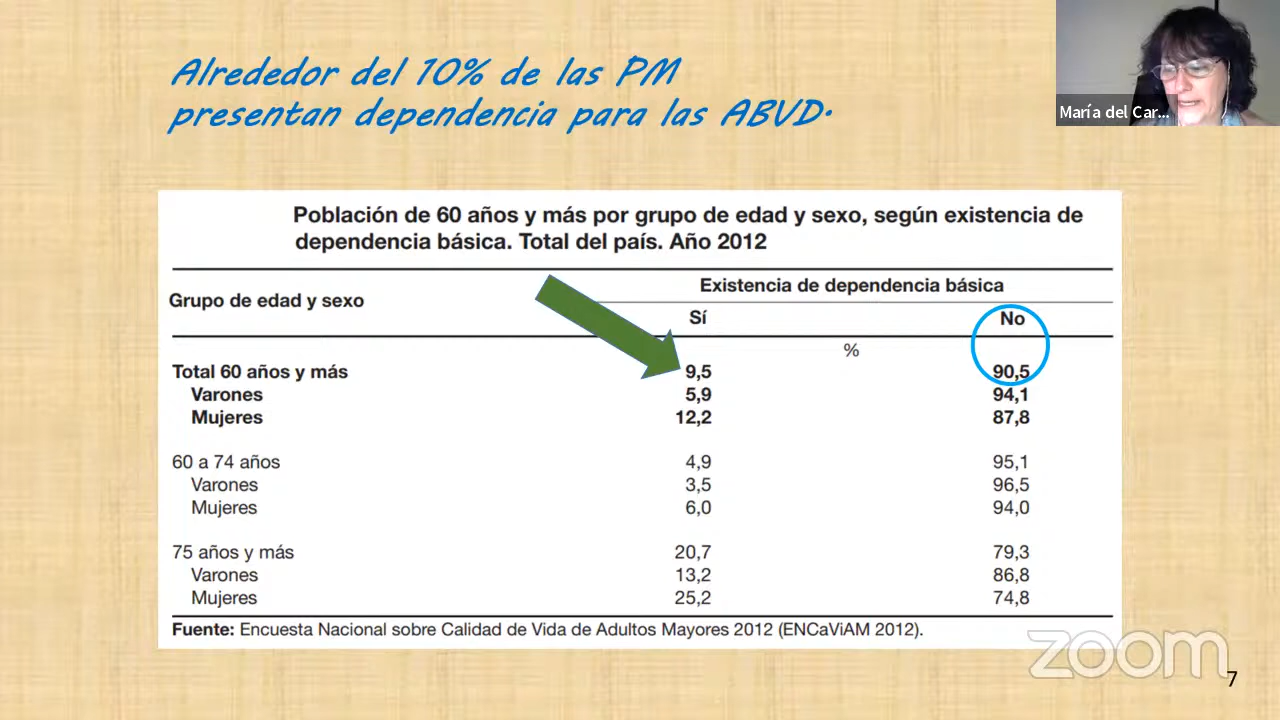 Alrededor del 10% de las PM
presentan dependencia para las ABVD.
María del Car...
Población de 60 años y más por grupo de edad y sexo, según existencia de
dependencia básica. Total del país. Año 2012
Grupo de edad y sexo
Existencia de dependencia básica
Sí No
%
Total 60 años y más 9,5 90,5
Varones 5,9 94,1
Mujeres 12,2 87,8
60 a 74 años 4,9 95,1
Varones 3,5 96,5
Mujeres 6,0 94,0
75 años y más 20,7 79,3
Varones 13,2 86,8
Mujeres 25,2 74,8
Fuente: Encuesta Nacional sobre Calidad de Vida de Adultos Mayores 2012 (ENCaViAM 2012).
zoom
7